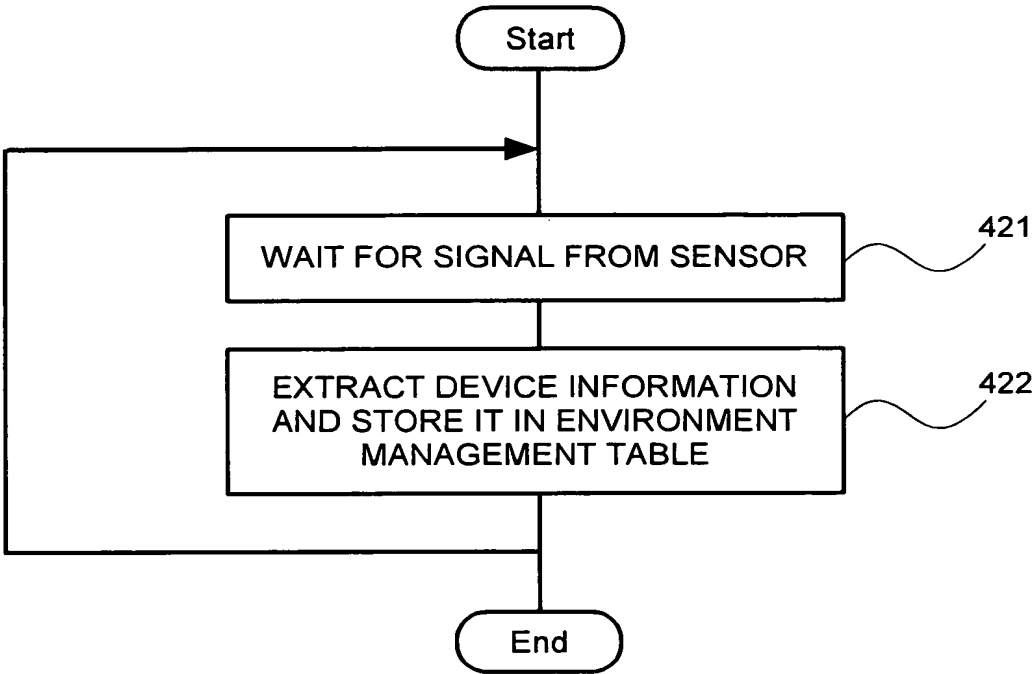 Start
WAIT FOR SIGNAL FROM SENSOR
421
EXTRACT DEVICE INFORMATION
AND STORE IT IN ENVIRONMENT
MANAGEMENT TABLE
422
End